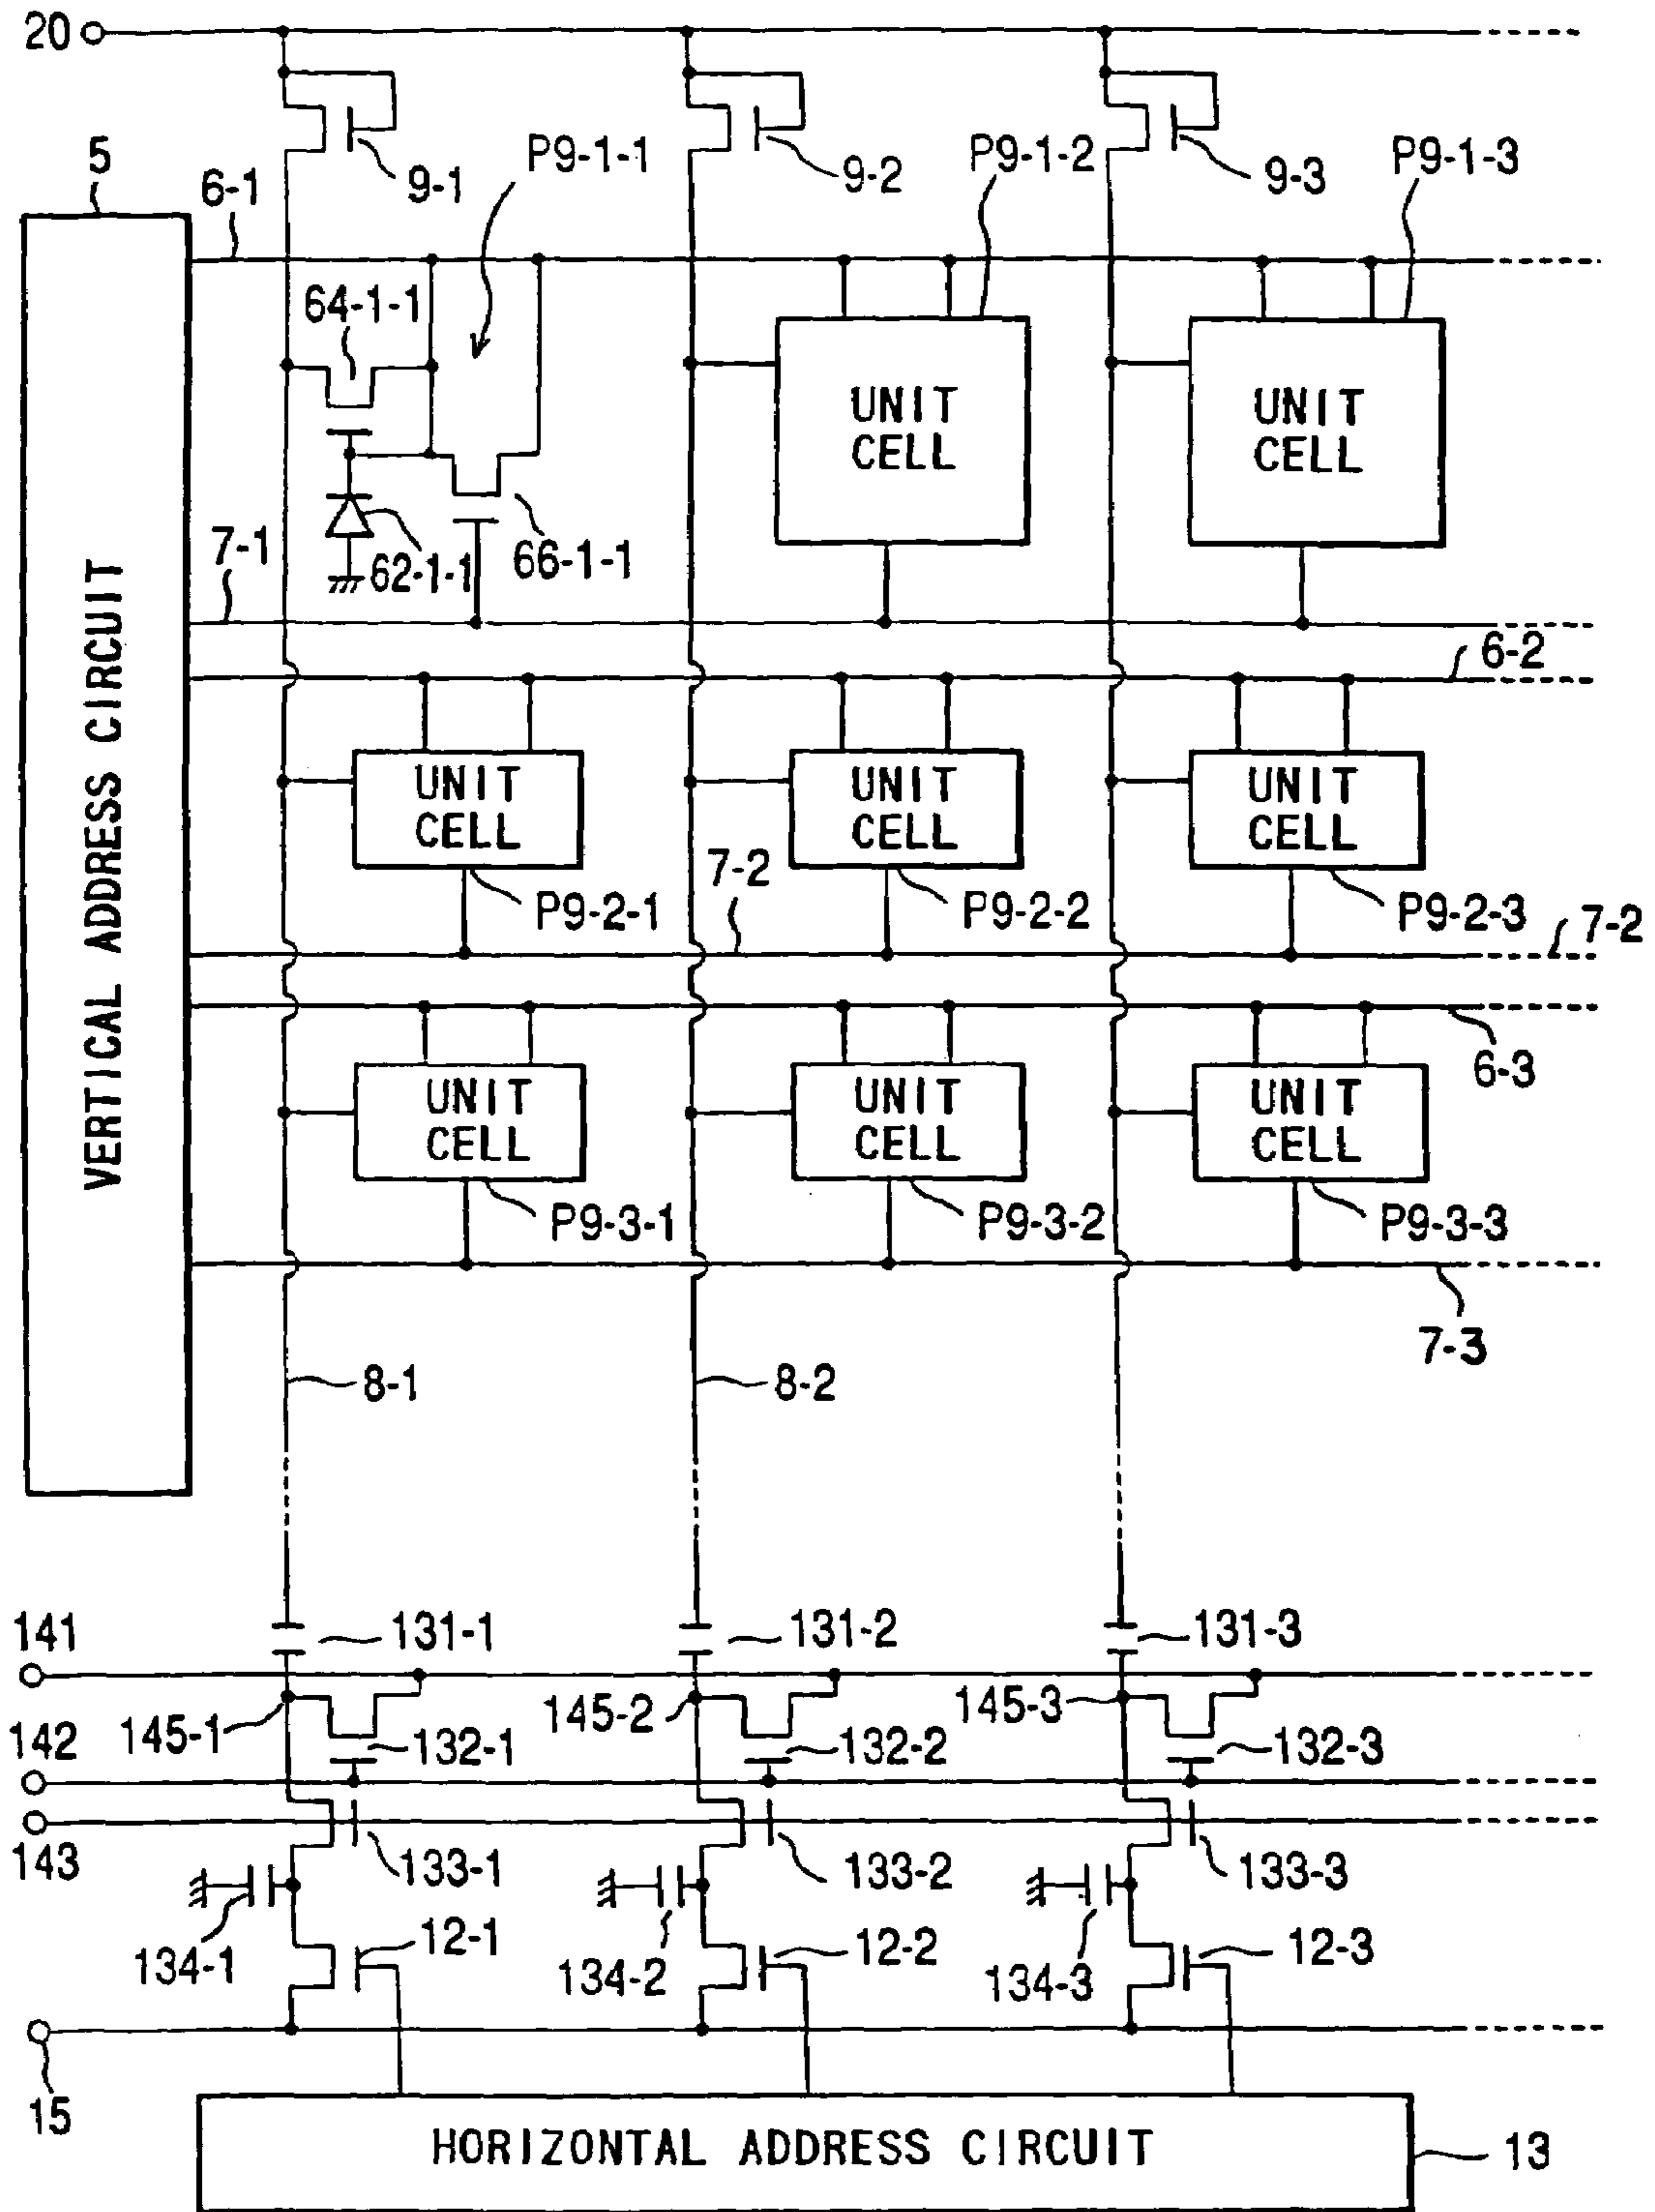 20
5
6-1
9-1
P9-1-1
9-2
P9-1-2
9-3
P9-1-3
64-1-1
UNIT
CELL
UNIT
CELL
7-1
62-1-1
66-1-1
VERTICAL ADDRESS CIRCUIT
6-2
UNIT
CELL
UNIT
CELL
UNIT
CELL
7-2
P9-2-1
P9-2-2
P9-2-3
7-2
UNIT
CELL
UNIT
CELL
UNIT
CELL
6-3
P9-3-1
P9-3-2
P9-3-3
7-3
8-1
8-2
141
131-1
131-2
131-3
145-1
145-2
145-3
142
132-1
132-2
132-3
143
133-1
133-2
133-3
134-1
12-1
134-2
12-2
134-3
12-3
15
HORIZONTAL ADDRESS CIRCUIT
13